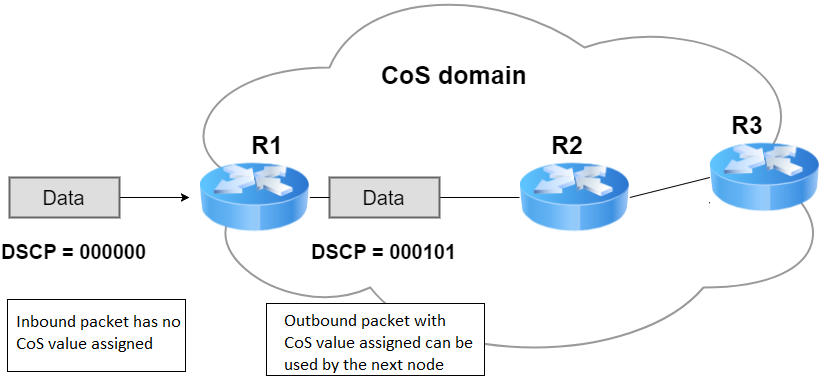 CoS domain
R1
R2
R3
Data
Data
DSCP = 000000
DSCP = 000101
Inbound packet has no
CoS value assigned
Outbound packet with
CoS value assigned can be
used by the next node